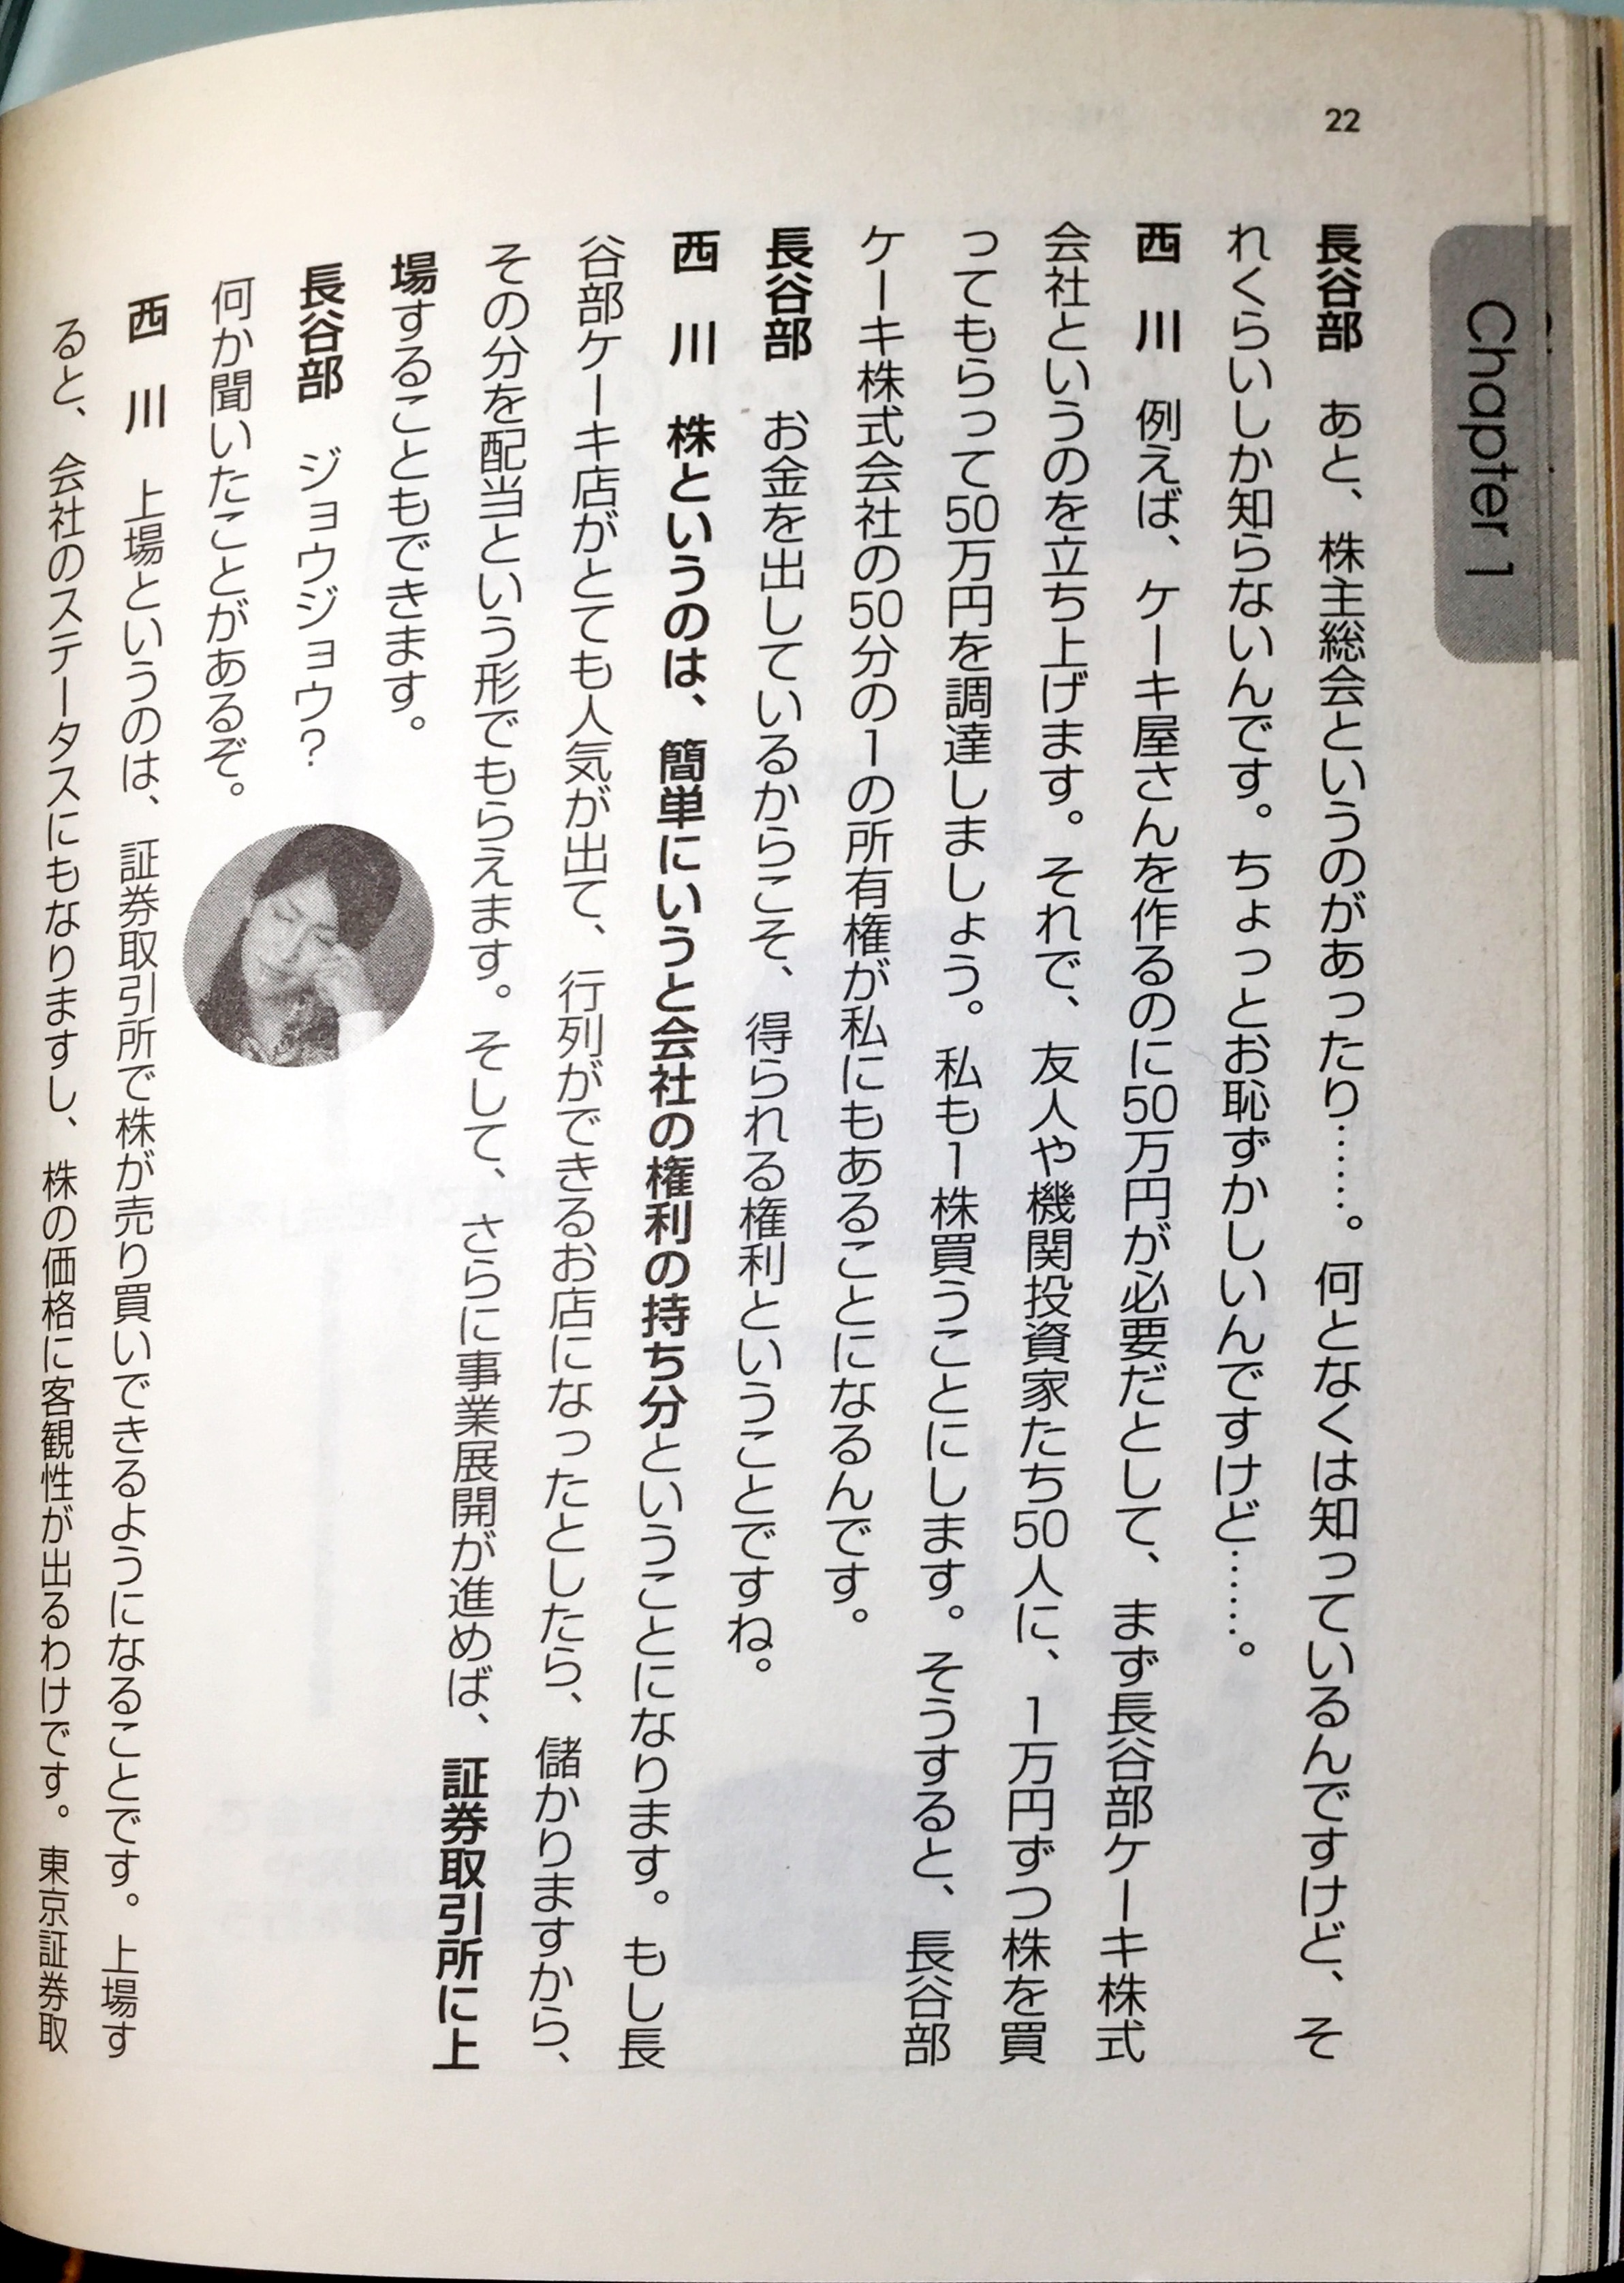 22
Chapter 1
長谷部　あと、株主総会というのがあったり……。何となくは知っているんですけど、そ
れくらいしか知らないんです。ちょっとお恥ずかしいんですけど……。
西　川　例えば、ケーキ屋さんを作るのに50万円が必要だとして、まず長谷部ケーキ株式
会社というのを立ち上げます。それで、友人や機関投資家たち50人に、1万円ずつ株を買
ってもらって50万円を調達しましょう。私も1株買うことにします。そうすると、長谷部
ケーキ株式会社の50分の1の所有権が私にもあることになるんです。
長谷部　お金を出しているからこそ、得られる権利ということですね。
西　川　株というのは、簡単にいうと会社の権利の持ち分ということになります。もし長
谷部ケーキ店がとても人気が出て、行列ができるお店になったとしたら、儲かりますから、
その分を配当という形でもらえます。そして、さらに事業展開が進めば、証券取引所に上
場することもできます。
長谷部　ジョウジョウ？
何か聞いたことがあるぞ。
西　川　上場というのは、証券取引所で株が売り買いできるようになることです。上場す
ると、会社のステータスにもなりますし、株の価格に客観性が出るわけです。東京証券取